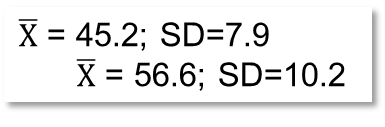 X̅ = 45.2; SD=7.9
X̅ = 56.6; SD=10.2